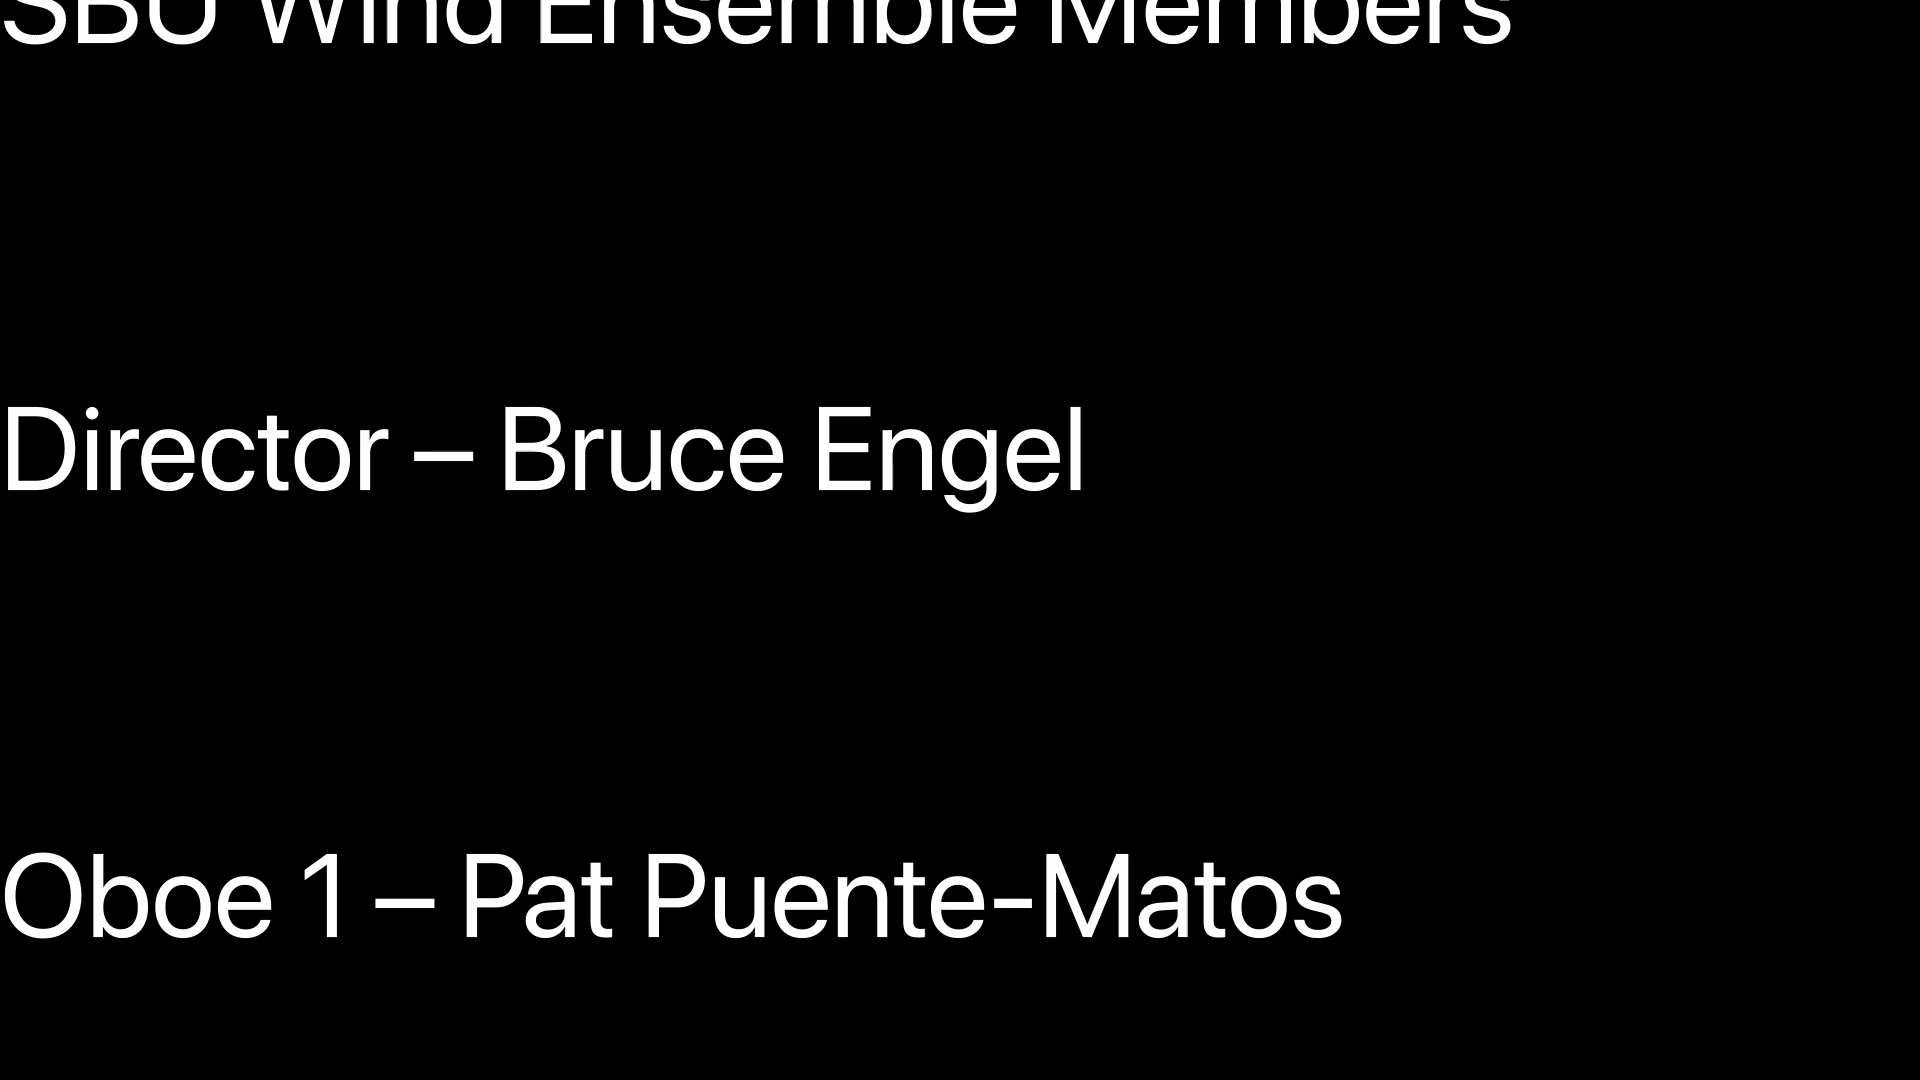 SBU Wind Ensemble Members
Director – Bruce Engel
Oboe 1 – Pat Puente-Matos